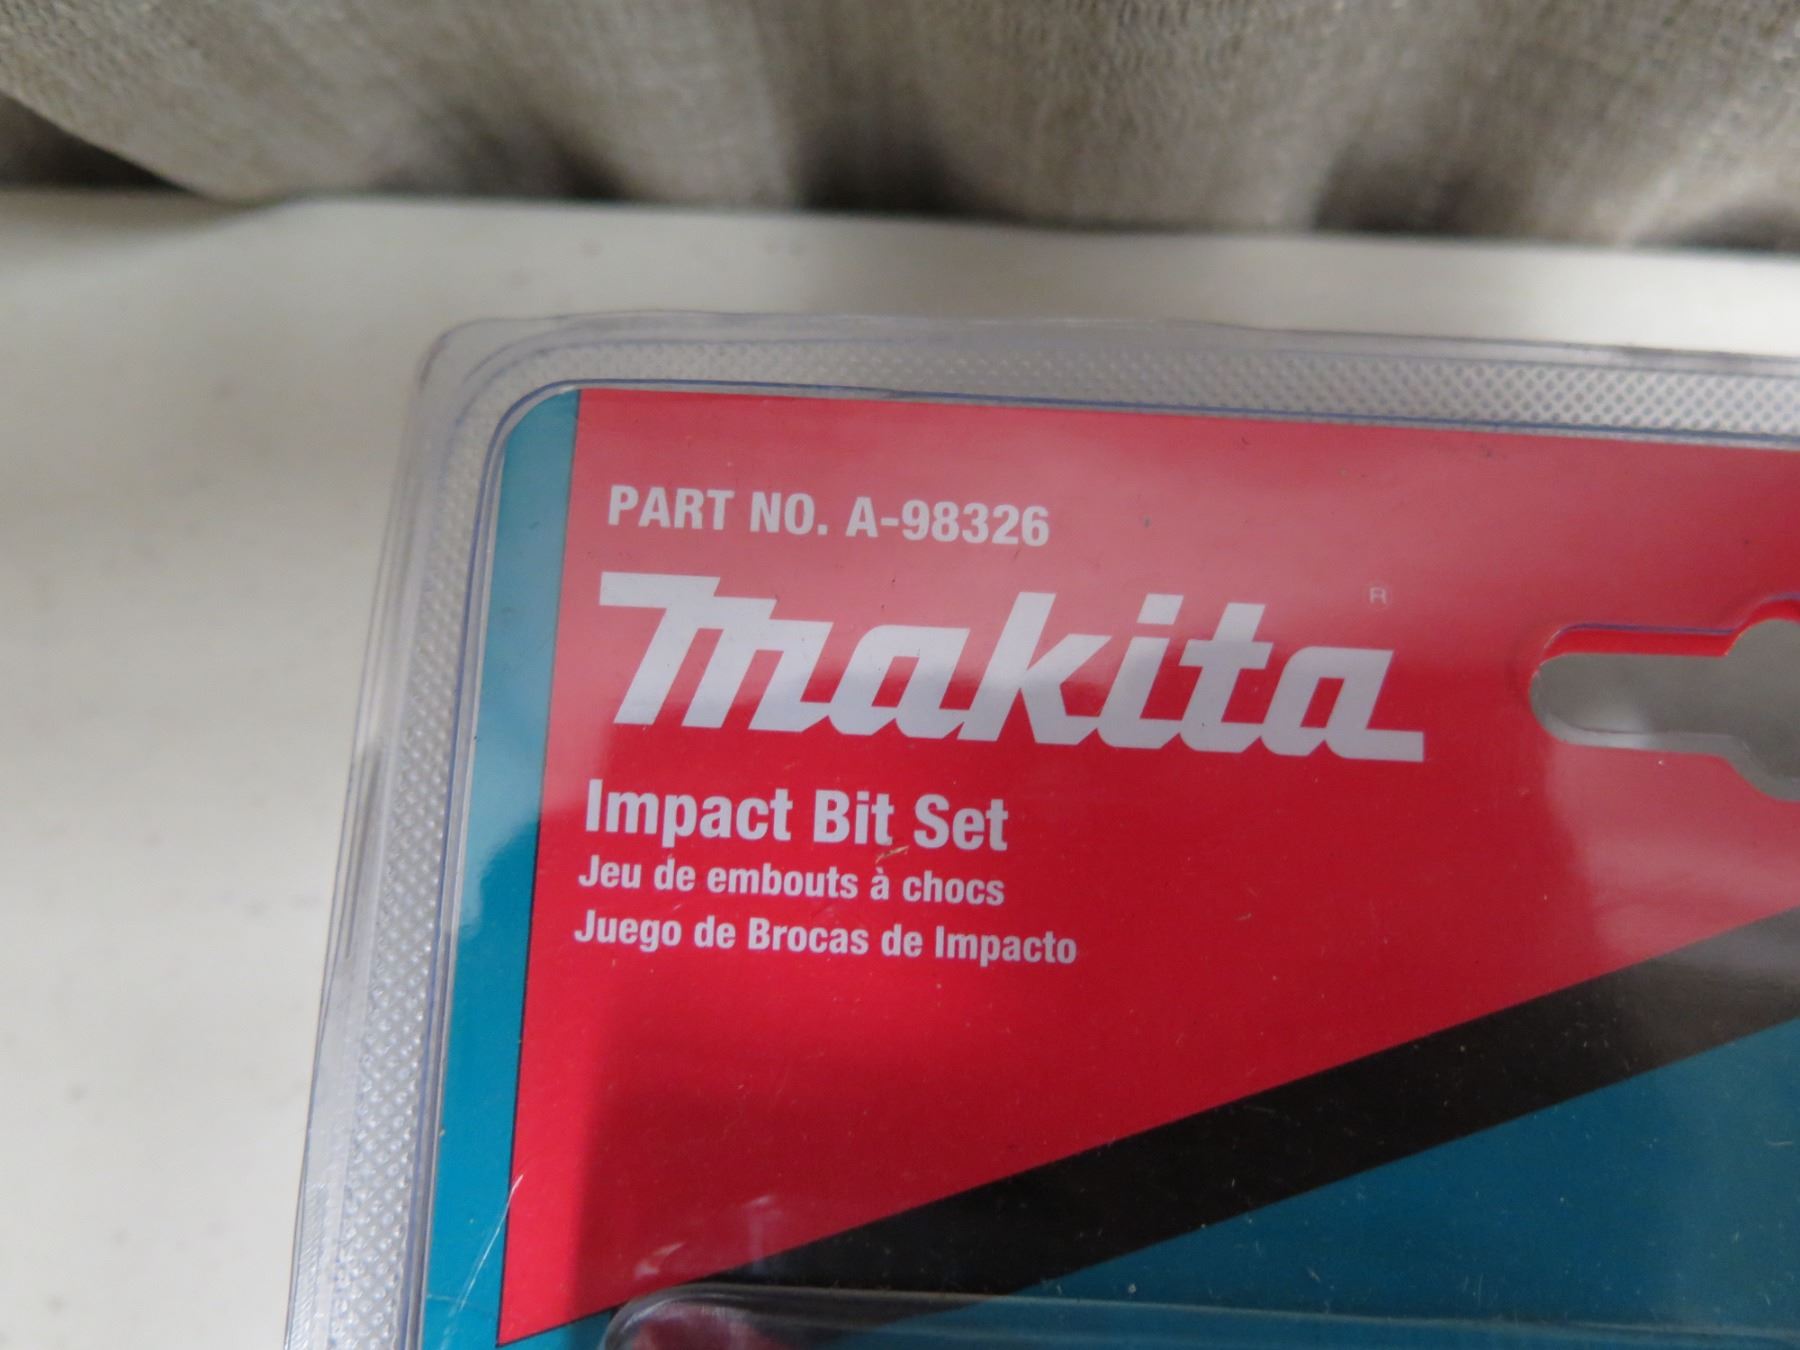 PART NO. A-98326
makita ®
Impact Bit Set
Jeu de embouts à chocs
Juego de Brocas de Impacto